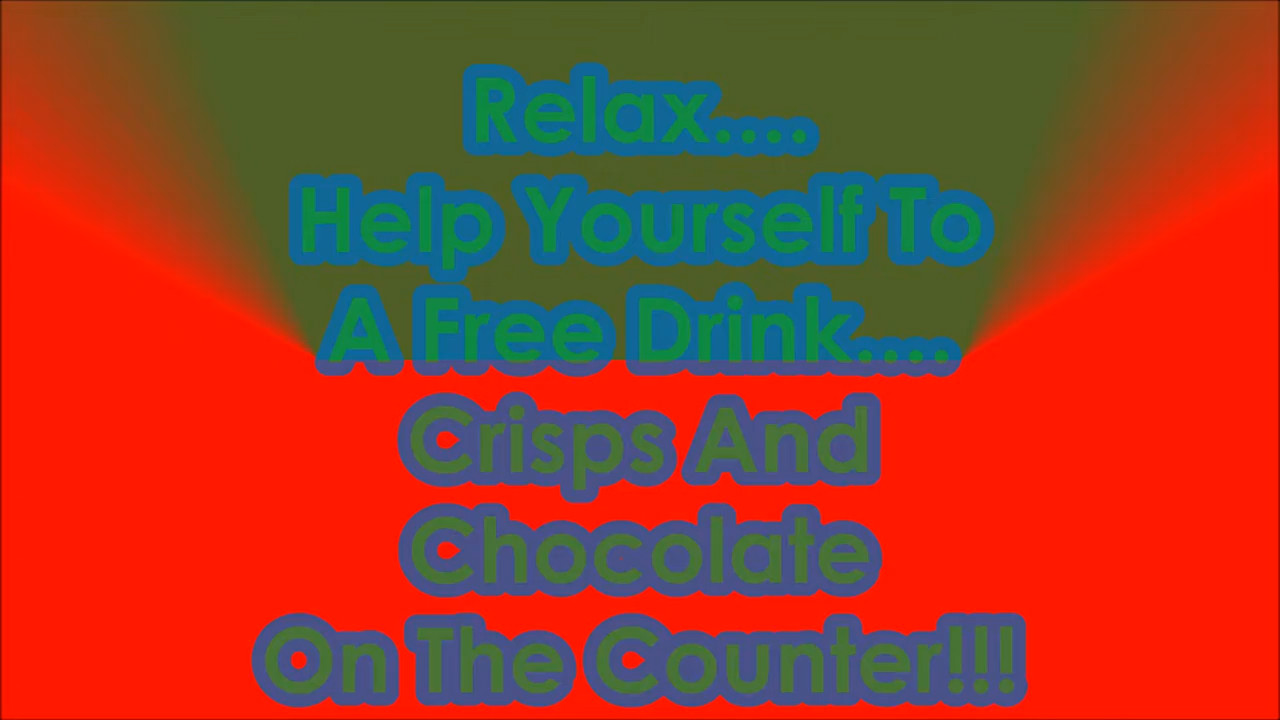 Relax....
Help Yourself To
A Free Drink....
Crisps And
Chocolate
On The Counter!!!